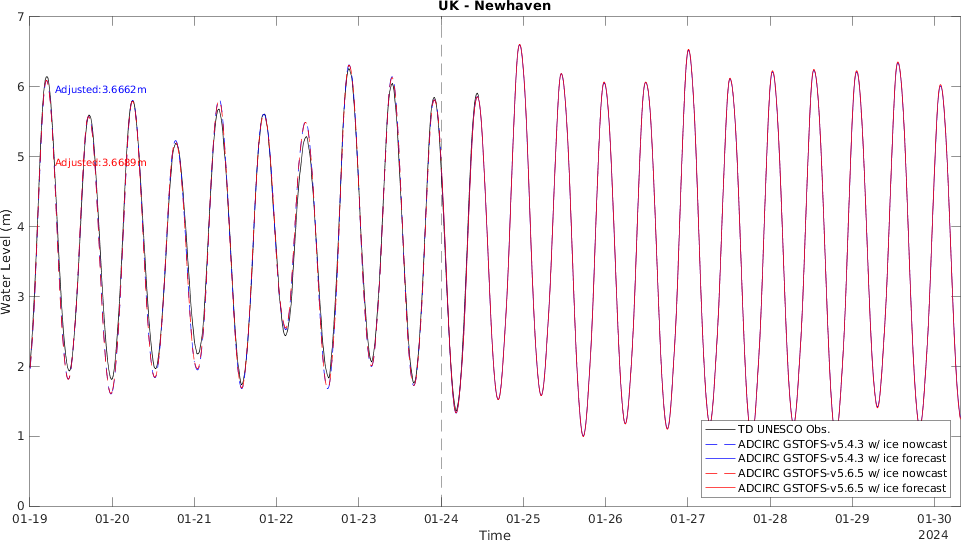 UK - Newhaven
7
6
5
4
3
2
1
0
Water Level (m)
Adjusted:3.6662m
Adjusted:3.6689m
TD UNESCO Obs.
ADCIRC GSTOFS-v5.4.3 w/ ice nowcast
ADCIRC GSTOFS-v5.4.3 w/ ice forecast
ADCIRC GSTOFS-v5.6.5 w/ ice nowcast
ADCIRC GSTOFS-v5.6.5 w/ ice forecast
01-19 01-20 01-21 01-22 01-23 01-24 01-25 01-26 01-27 01-28 01-29 01-30
Time
2024